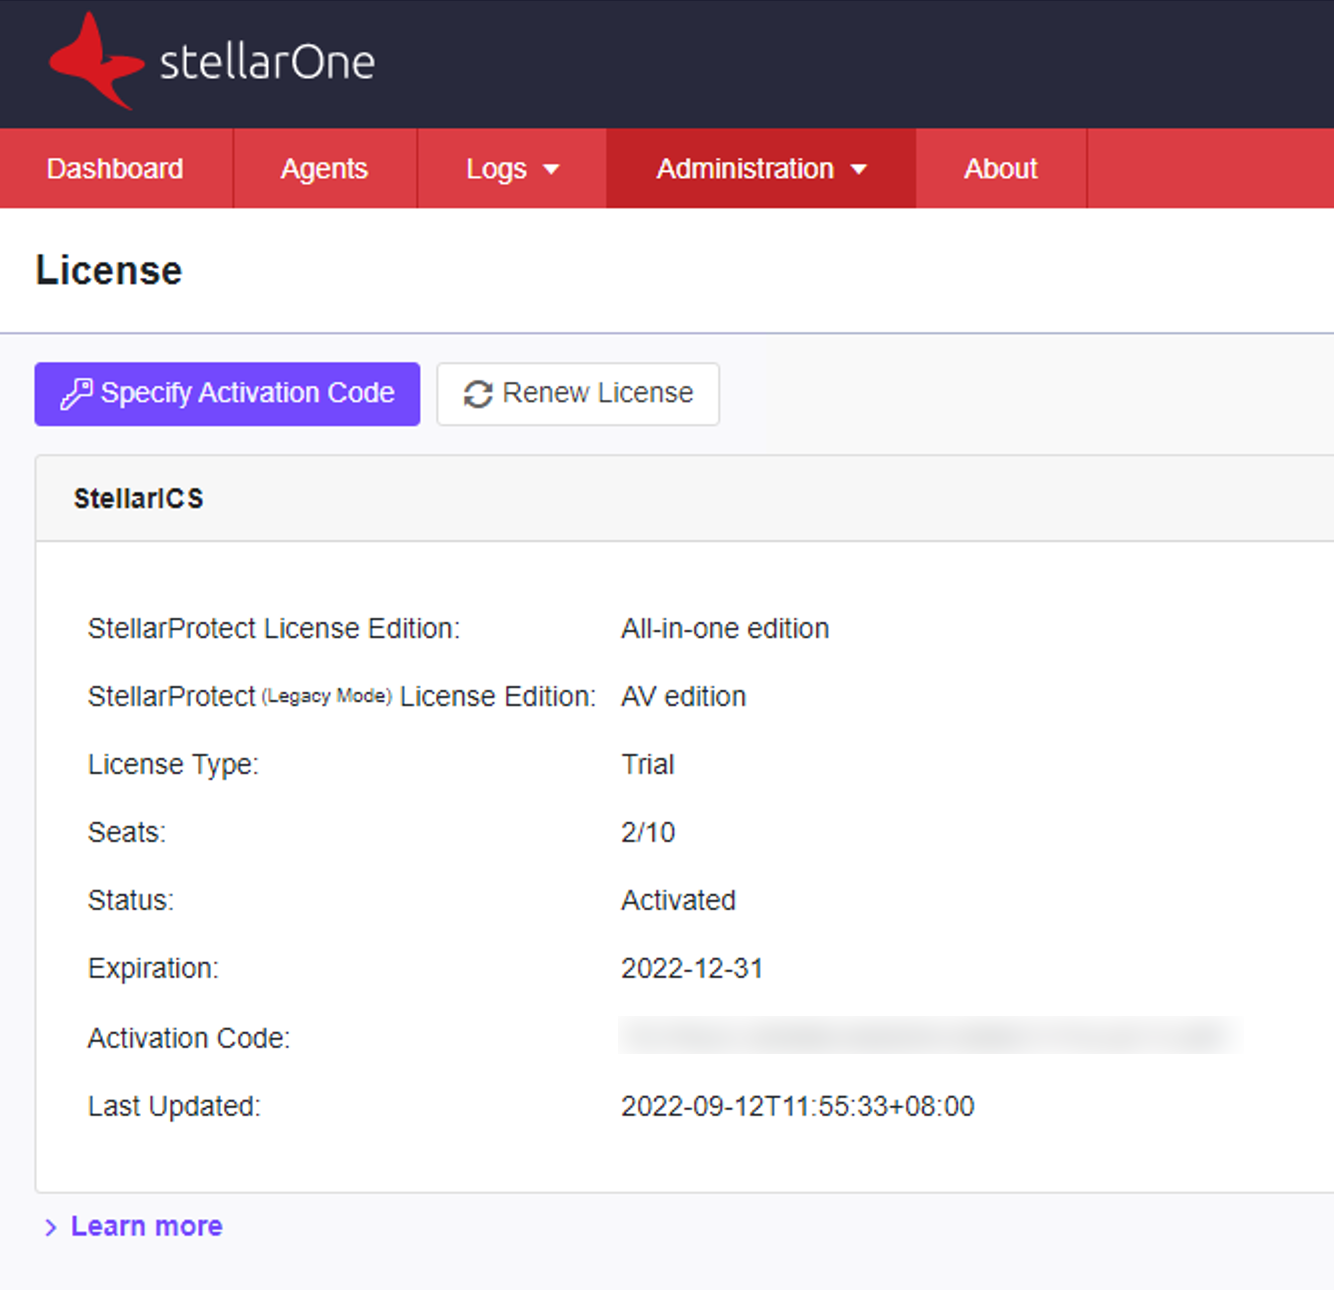 stellarOne
Dashboard Agents Logs Administration About
License
Specify Activation Code Renew License
StellarICS
StellarProtect License Edition: All-in-one edition
StellarProtect (Legacy Mode) License Edition: AV edition
License Type: Trial
Seats: 2/10
Status: Activated
Expiration: 2022-12-31
Activation Code:
Last Updated: 2022-09-12T11:55:33+08:00
Learn more